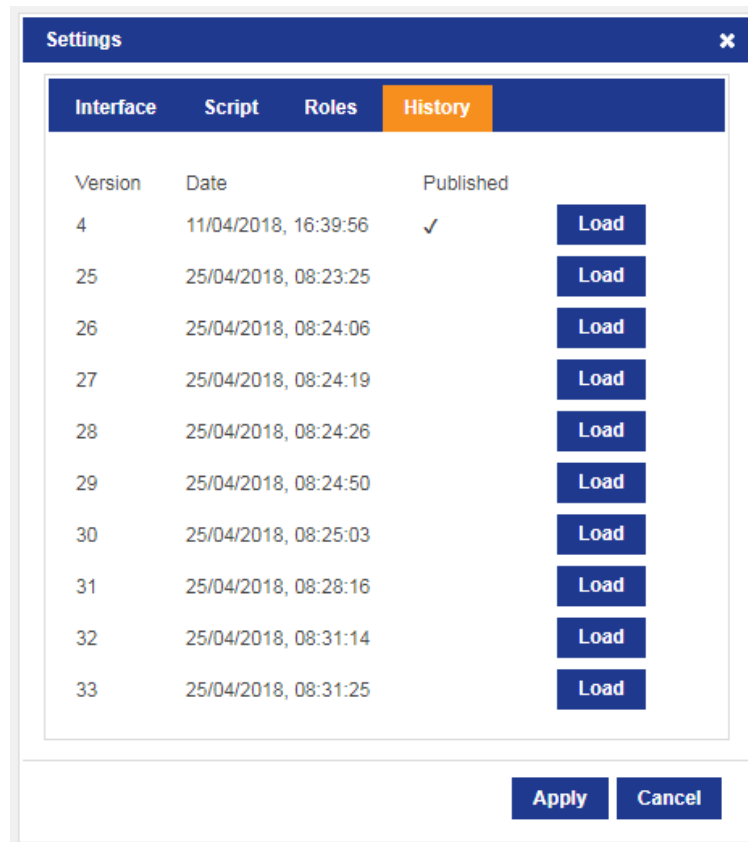 Settings
Interface Script Roles History
Version Date Published
4 11/04/2018, 16:39:56 ✓ Load
25 25/04/2018, 08:23:25 Load
26 25/04/2018, 08:24:06 Load
27 25/04/2018, 08:24:19 Load
28 25/04/2018, 08:24:26 Load
29 25/04/2018, 08:24:50 Load
30 25/04/2018, 08:25:03 Load
31 25/04/2018, 08:28:16 Load
32 25/04/2018, 08:31:14 Load
33 25/04/2018, 08:31:25 Load
Apply Cancel